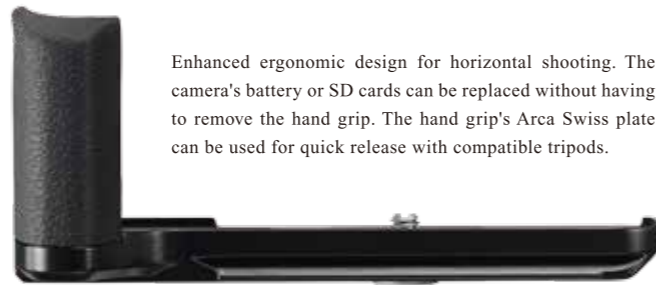 Enhanced ergonomic design for horizontal shooting. The
camera's battery or SD cards can be replaced without having
to remove the hand grip. The hand grip's Arca Swiss plate
can be used for quick release with compatible tripods.